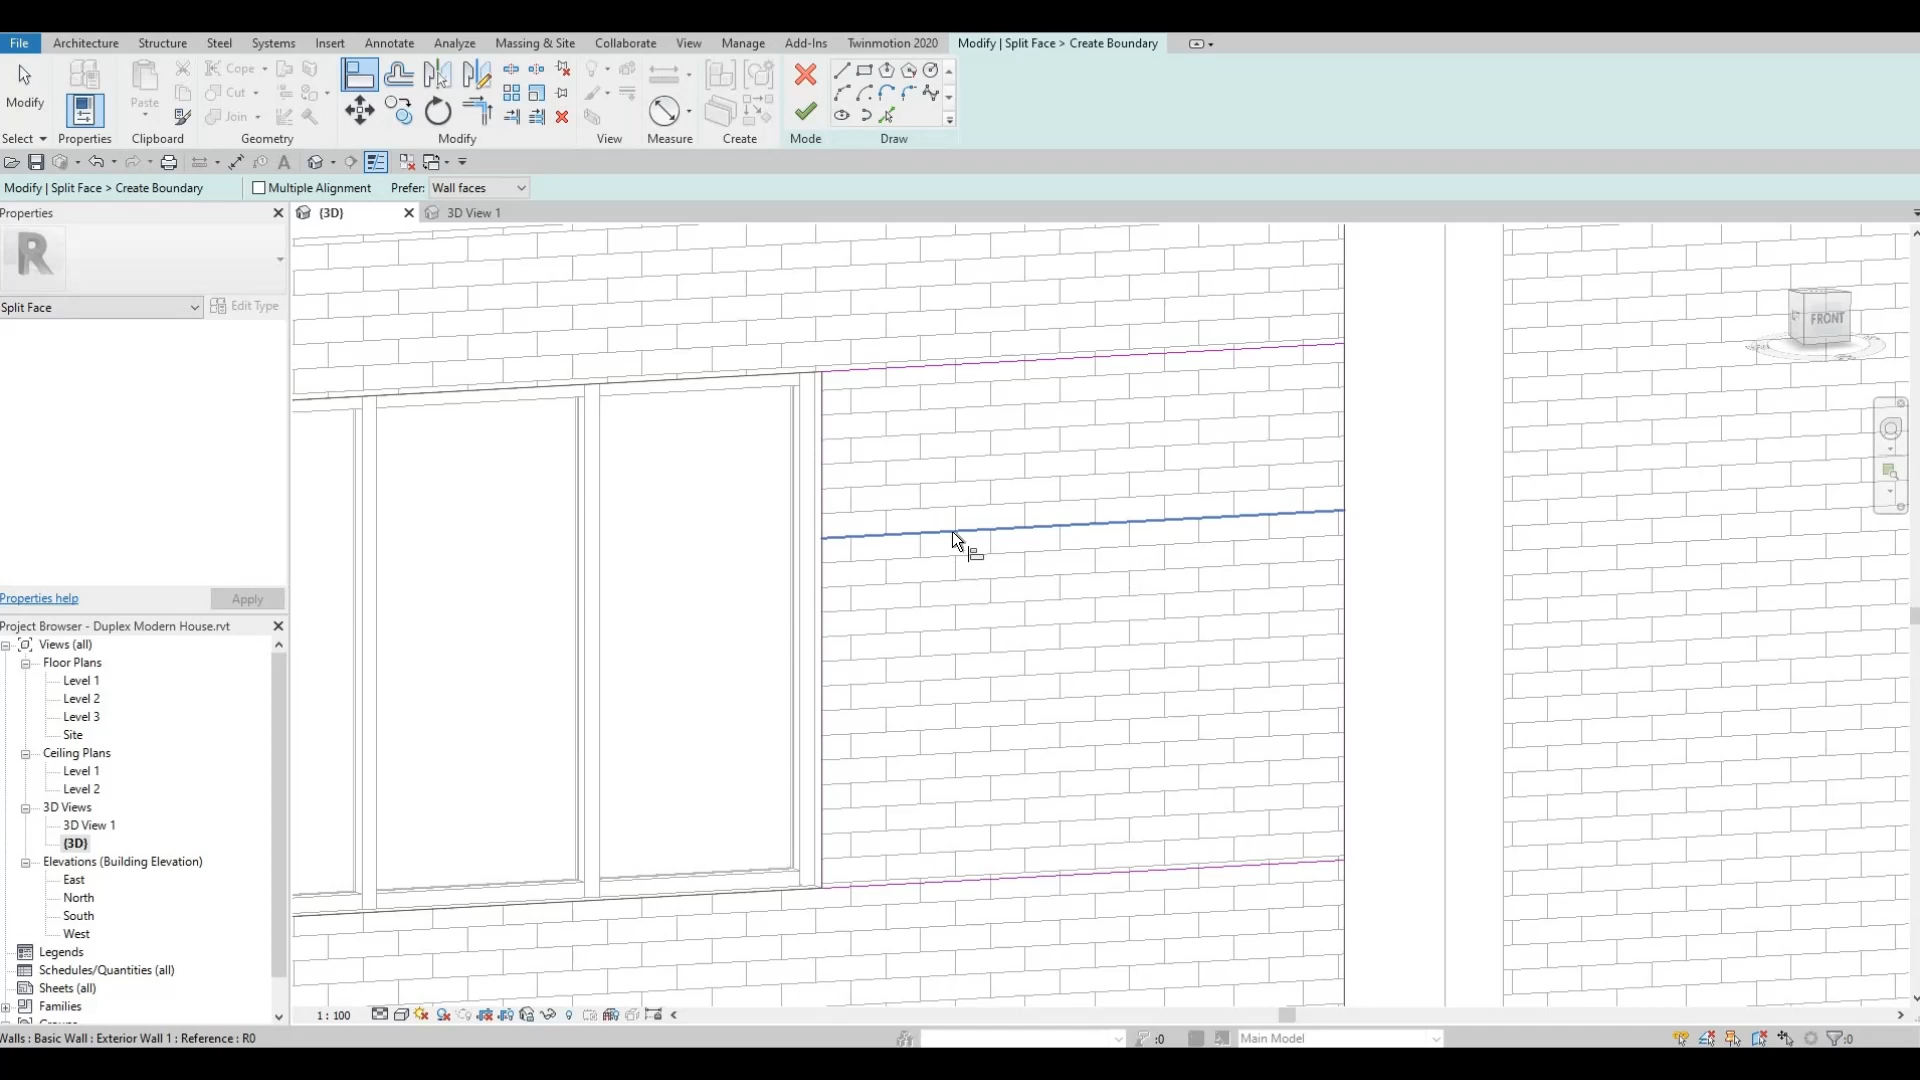 File Architecture Structure Steel Systems Insert Annotate Analyze Massing & Site Collaborate View Manage Add-Ins Twinmotion 2020 Modify | Split Face > Create Boundary
Modify
Paste
Cope
Cut
Join
Select Properties Clipboard Geometry Modify View Measure Create Mode Draw
Modify | Split Face > Create Boundary Multiple Alignment Prefer: Wall faces
Properties
{3D} 3D View 1
R
Split Face Edit Type
FRONT
Properties help Apply
Project Browser - Duplex Modern House.rvt
Views (all)
Floor Plans
Level 1
Level 2
Level 3
Site
Ceiling Plans
Level 1
Level 2
3D Views
3D View 1
{3D}
Elevations (Building Elevation)
East
North
South
West
Legends
Schedules/Quantities (all)
Sheets (all)
Families
1 : 100
Walls : Basic Wall : Exterior Wall 1 : Reference : R0
:0 Main Model :0